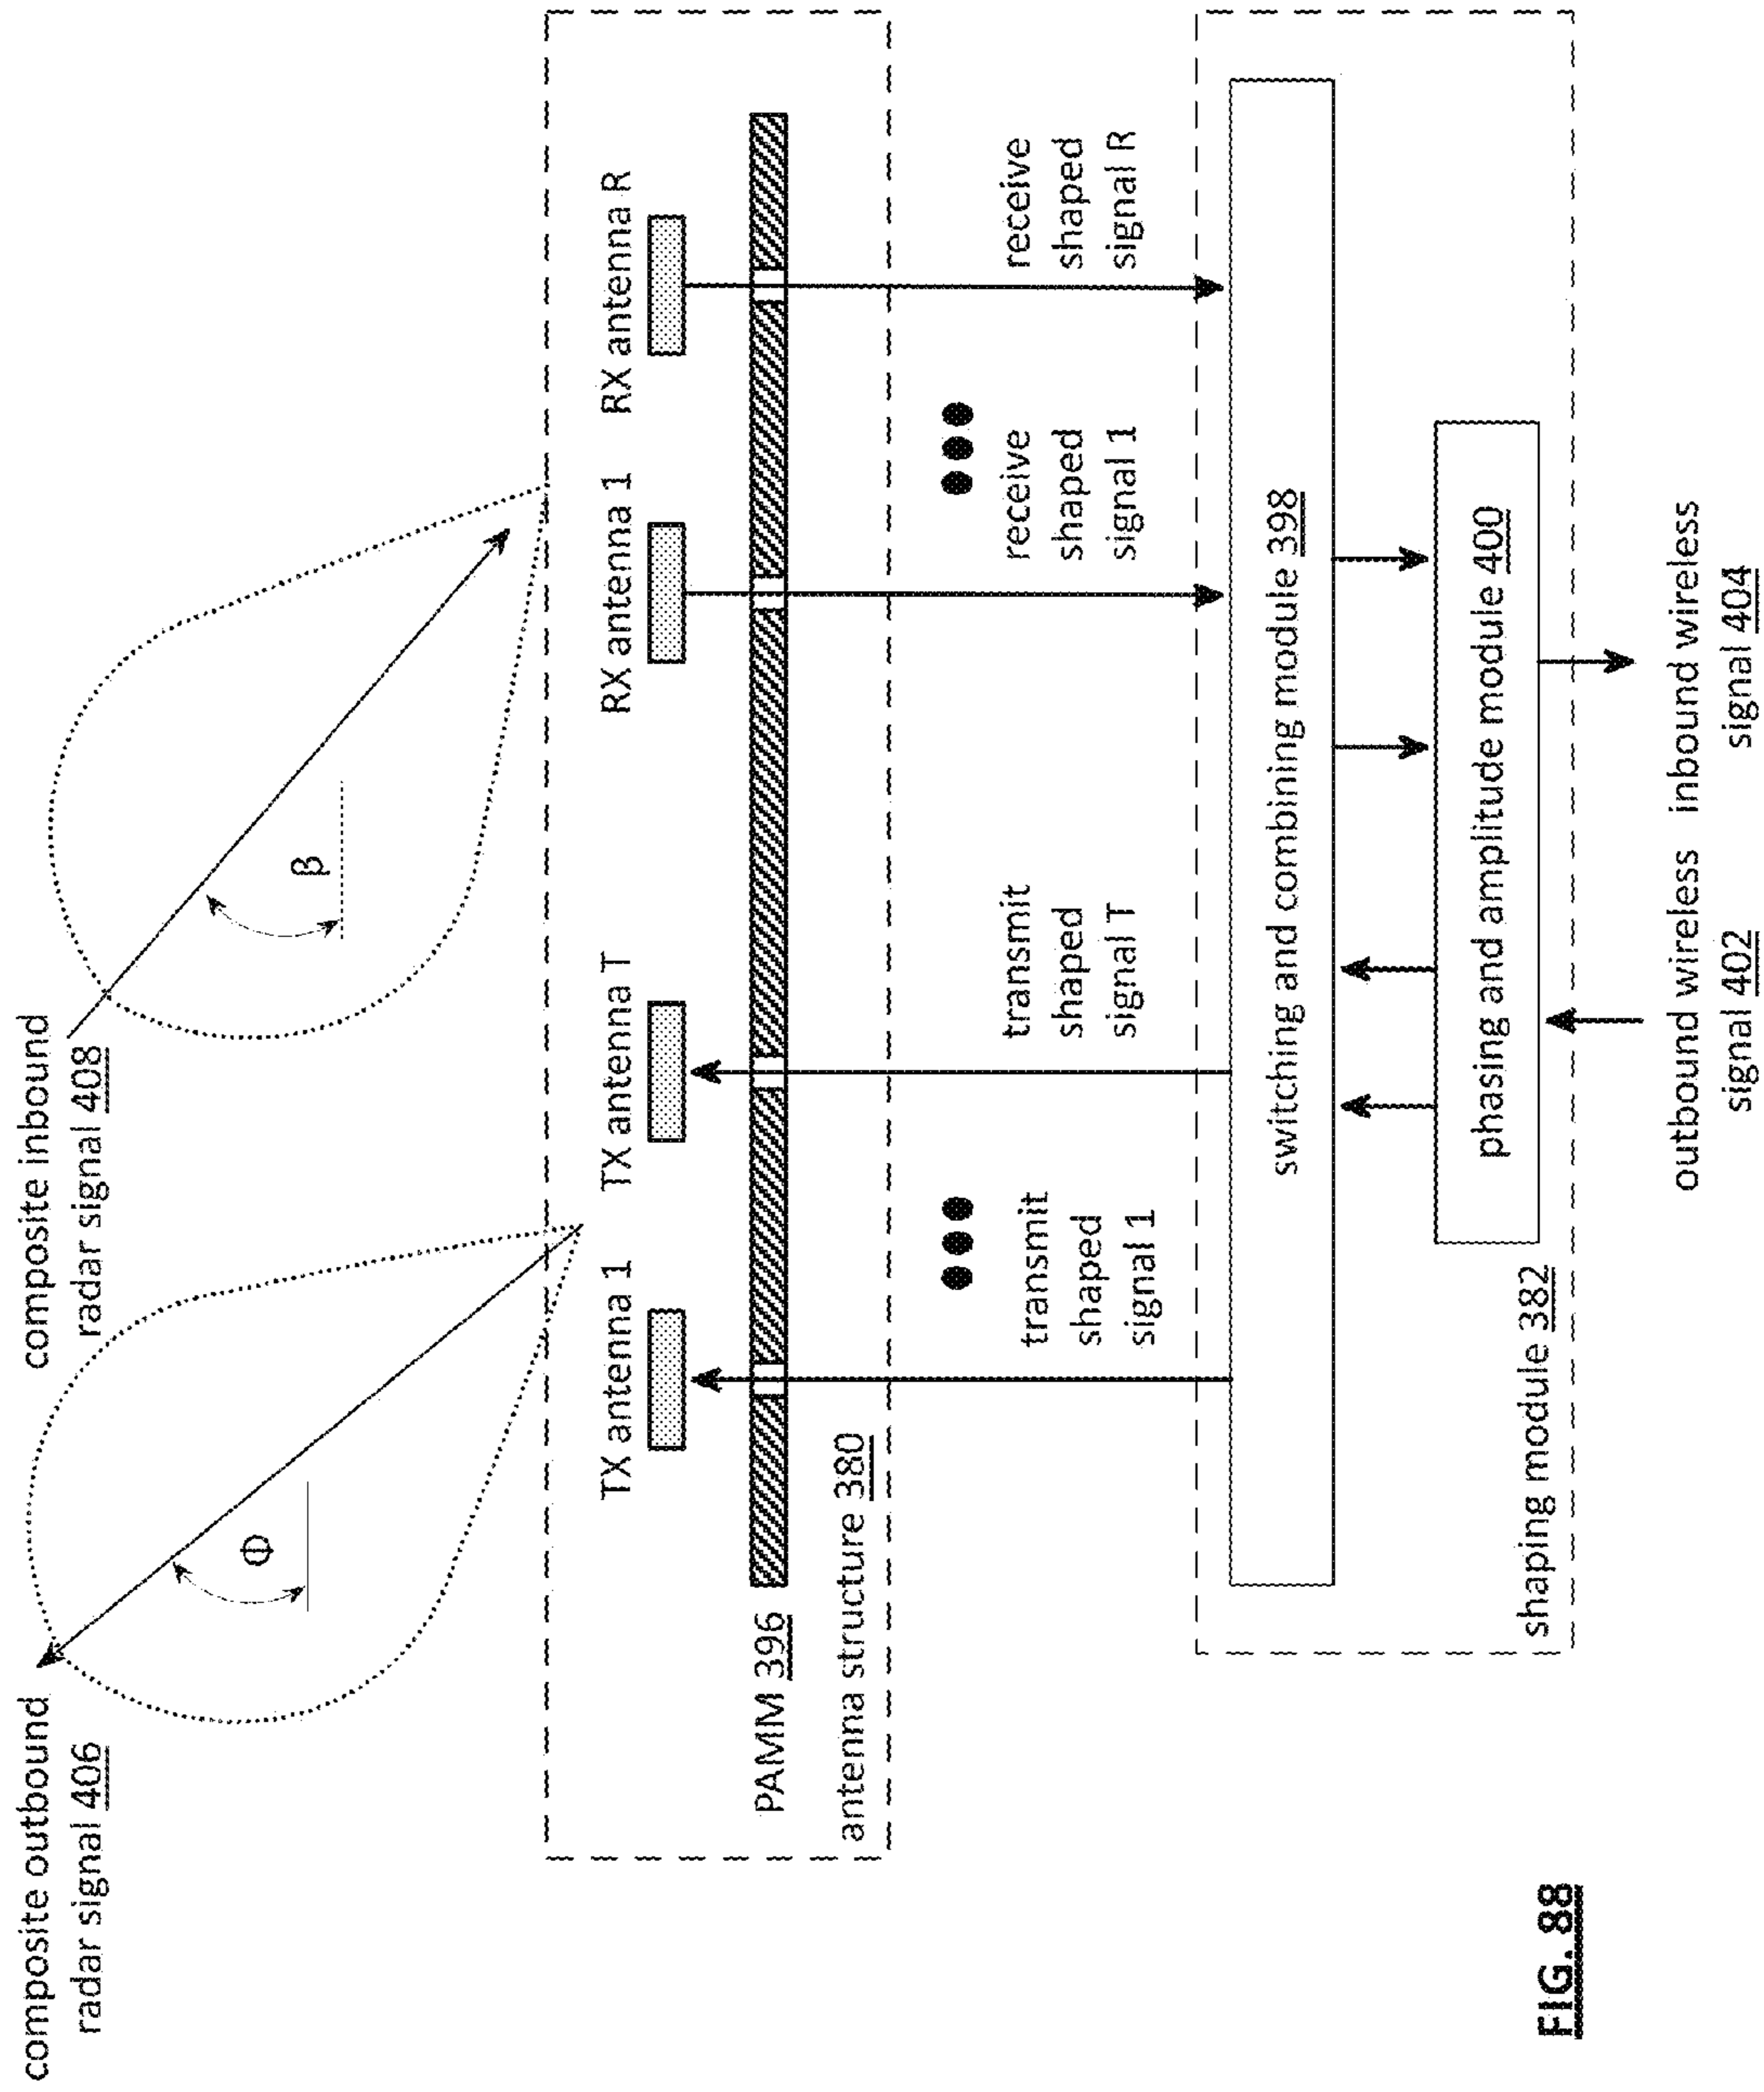 composite outbound
radar signal 406
composite inbound
radar signal 408
Φ
β
TX antenna 1
TX antenna T
RX antenna 1
RX antenna R
PAMM 396
antenna structure 380
transmit
shaped
signal 1
transmit
shaped
signal T
receive
shaped
signal 1
receive
shaped
signal R
switching and combining module 398
phasing and amplitude module 400
shaping module 382
outbound wireless
signal 402
inbound wireless
signal 404
FIG. 88